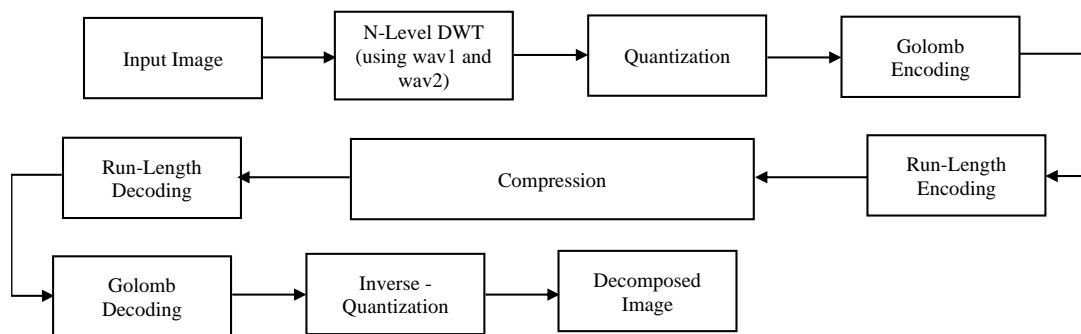 Input Image
N-Level DWT
(using wav1 and
wav2)
Quantization
Golomb
Encoding
Run-Length
Decoding
Compression
Run-Length
Encoding
Golomb
Decoding
Inverse -
Quantization
Decomposed
Image